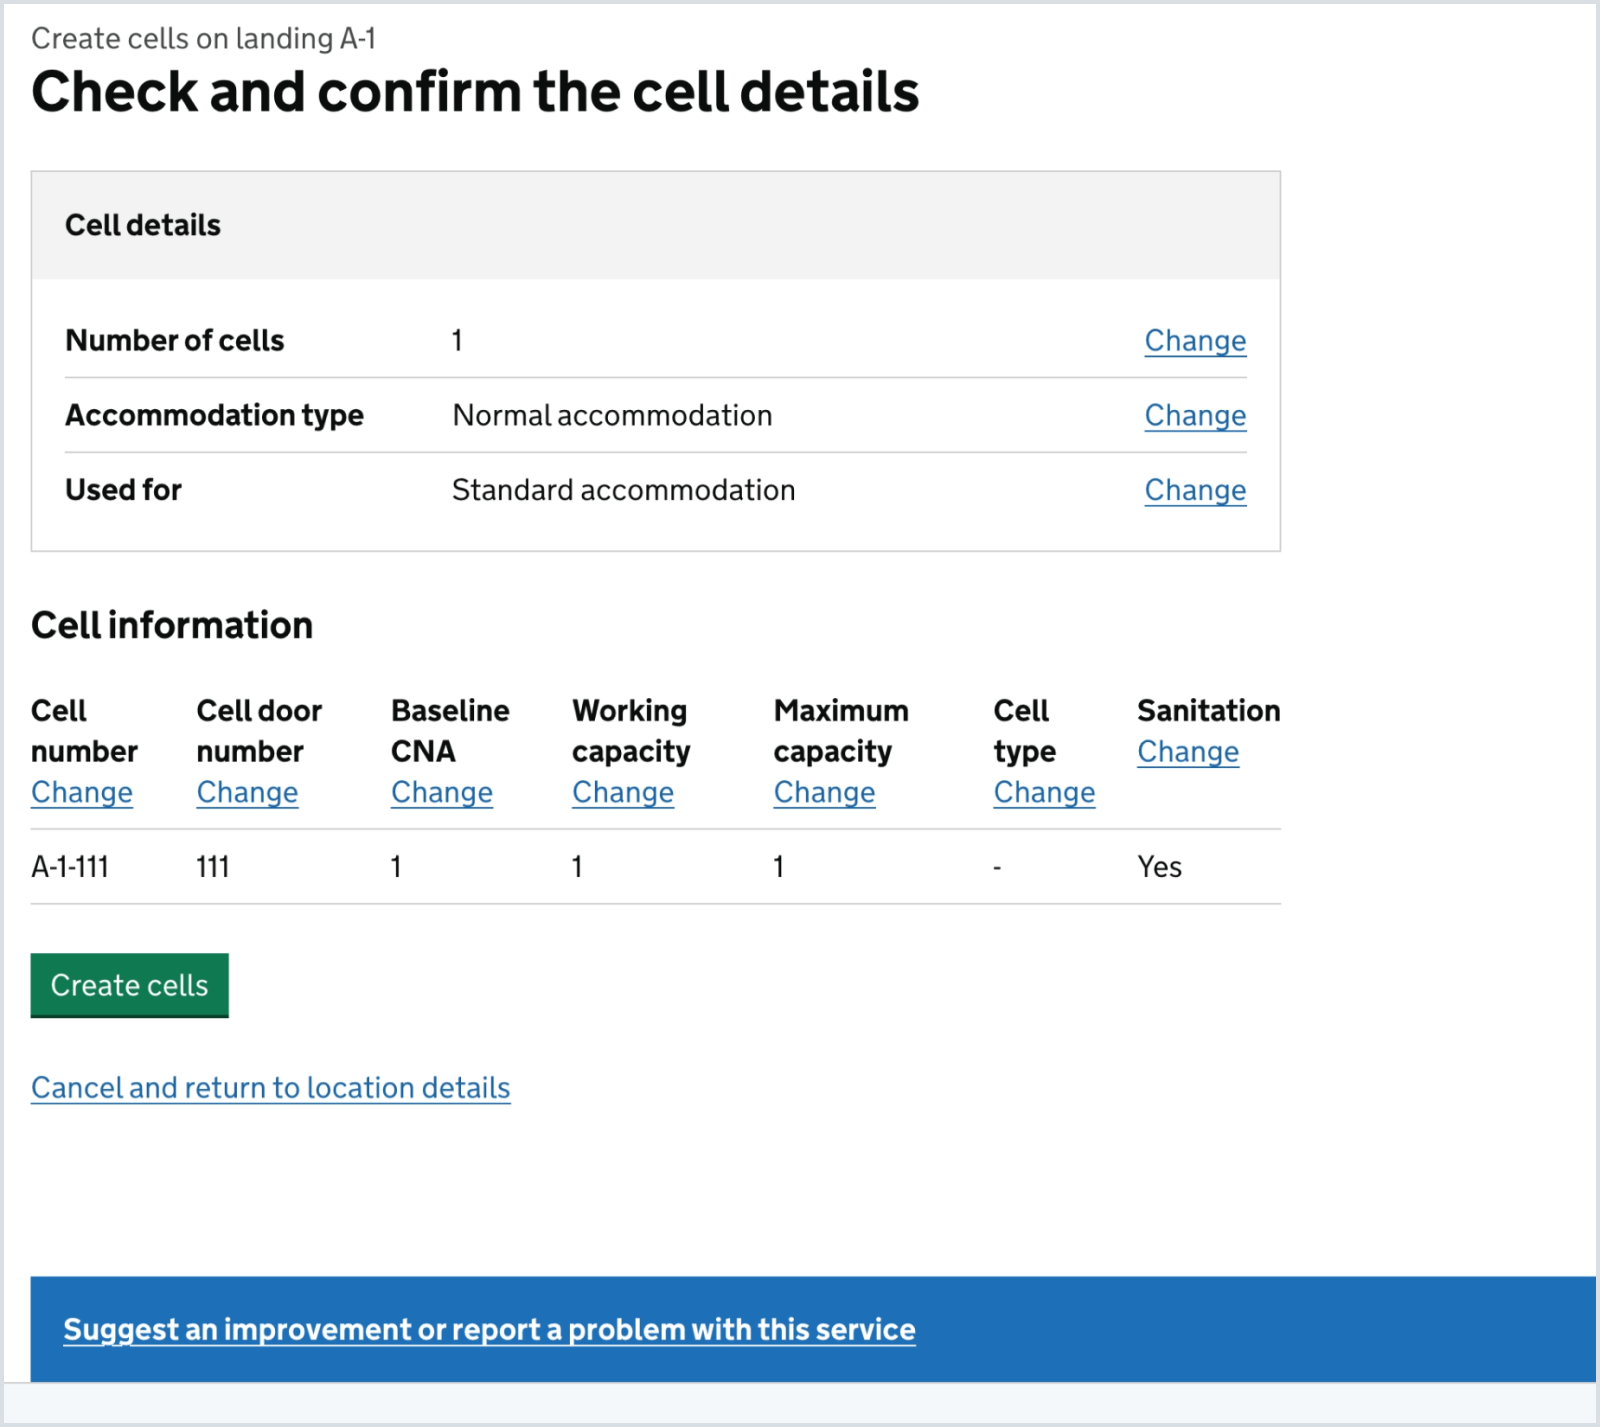 Create cells on landing A-1
Check and confirm the cell details
Cell details
Number of cells 1 Change
Accommodation type Normal accommodation Change
Used for Standard accommodation Change
Cell information
Cell number Change Cell door number Change Baseline CNA Change Working capacity Change Maximum capacity Change Cell type Change Sanitation Change
A-1-111 111 1 1 1 - Yes
Create cells
Cancel and return to location details
Suggest an improvement or report a problem with this service